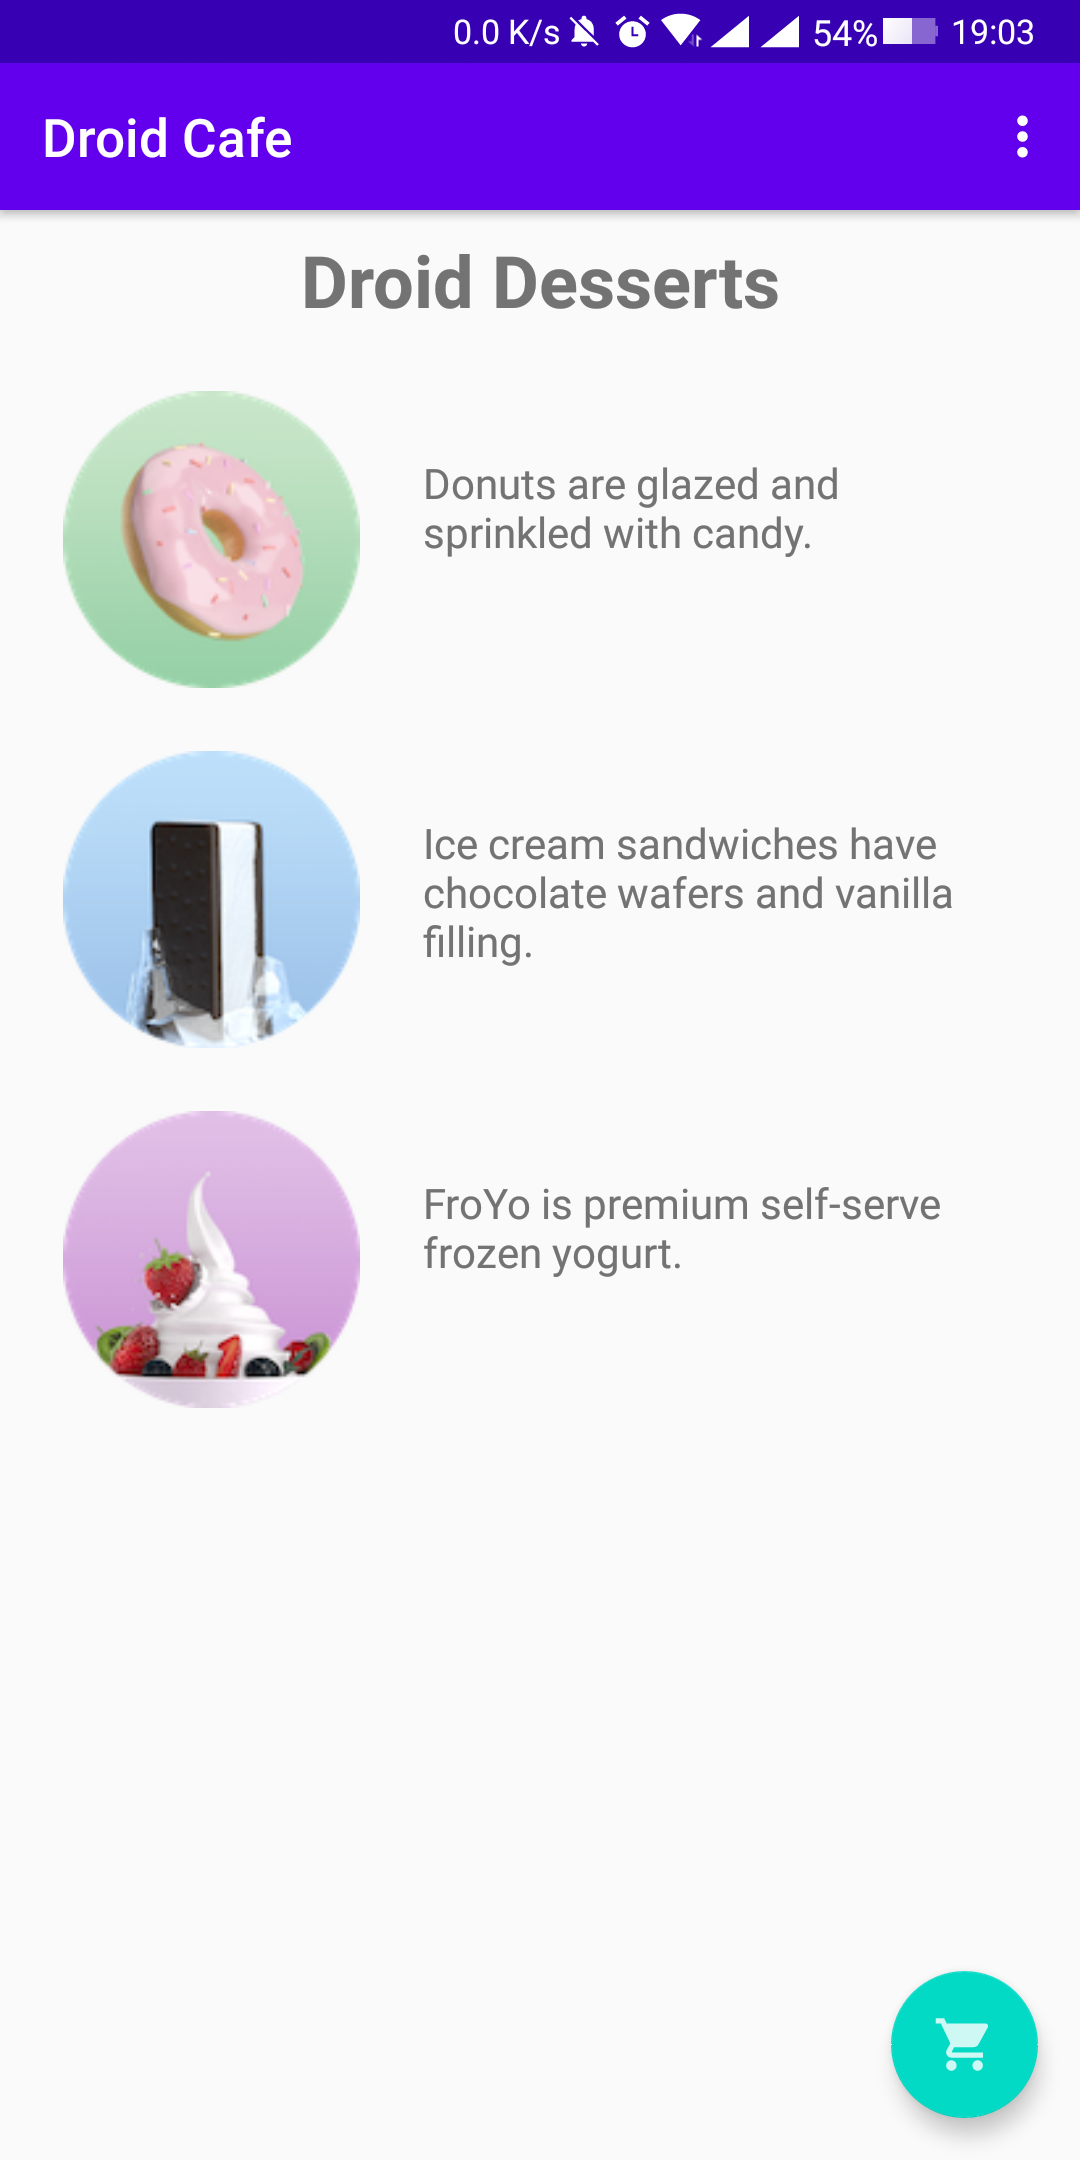 0.0 K/s 54% 19:03
Droid Cafe
Droid Desserts
Donuts are glazed and
sprinkled with candy.
Ice cream sandwiches have
chocolate wafers and vanilla
filling.
FroYo is premium self-serve
frozen yogurt.